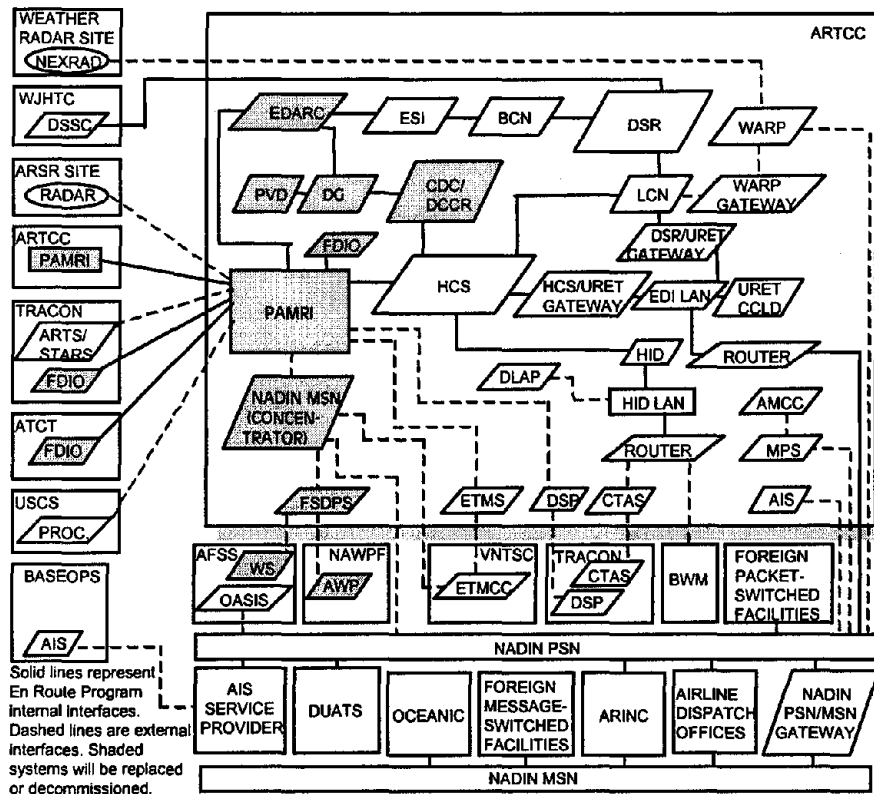 WEATHER
RADAR SITE
NEXRAD
ARTCC
WJHTC
DSSC
EDARC
ESI
BCN
DSR
WARP
ARSR SITE
RADAR
PVD
DG
CDC/
DCCR
LCN
WARP
GATEWAY
ARTCC
PAMRI
FDIO
DSR/URET
GATEWAY
PAMRI
HCS
HCS/URET
GATEWAY
EDI LAN
URET
CCLD
TRACON
ARTS/
STARS
FDIO
HID
ROUTER
DLAP
NADIN MSN
(CONCEN-
TRATOR)
HID LAN
AMCC
ATCT
FDIO
ROUTER
MPS
USCS
PROC.
FSDPS
ETMS
DSP
CTAS
AIS
BASEOPS
AIS
AFSS
WS
OASIS
NAWPF
AWP
VNTSC
ETMCC
TRACON
CTAS
DSP
BWM
FOREIGN
PACKET-
SWITCHED
FACILITIES
NADIN PSN
Solid lines represent
En Route Program
internal interfaces.
Dashed lines are external
interfaces. Shaded
systems will be replaced
or decommissioned.
AIS
SERVICE
PROVIDER
DUATS
OCEANIC
FOREIGN
MESSAGE-
SWITCHED
FACILITIES
ARINC
AIRLINE
DISPATCH
OFFICES
NADIN
PSN/MSN
GATEWAY
NADIN MSN